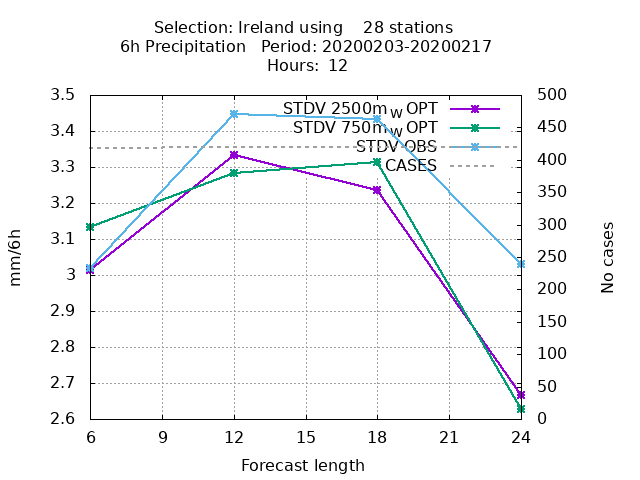 Selection: Ireland using    28 stations
6h Precipitation   Period: 20200203-20200217
Hours:  12
3.5
3.4
3.3
3.2
3.1
3
2.9
2.8
2.7
2.6
mm/6h
STDV 2500m_W OPT
STDV 750m_W OPT
STDV OBS
CASES
500
450
400
350
300
250
200
150
100
50
0
No cases
6 9 12 15 18 21 24
Forecast length